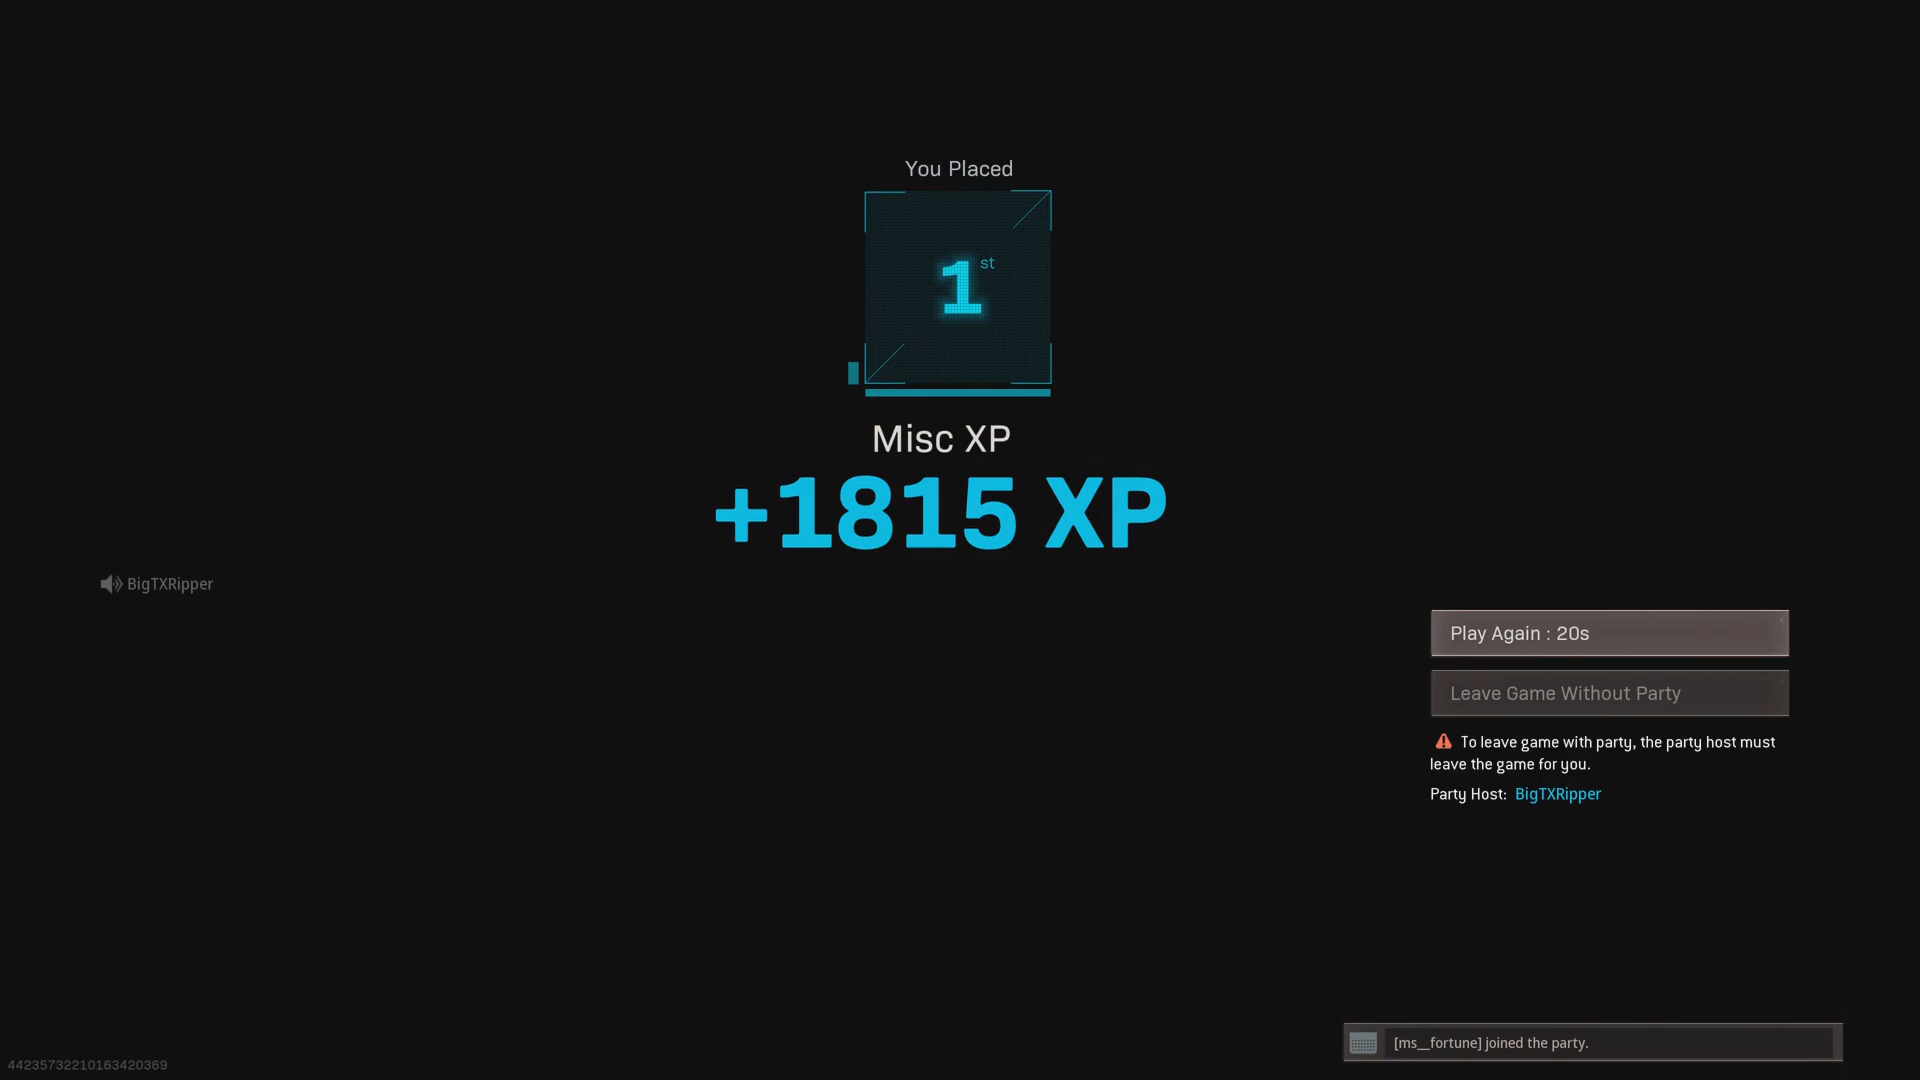 You Placed
1st
Misc XP
+1815 XP
BigTXRipper
Play Again : 20s
Leave Game Without Party
To leave game with party, the party host must
leave the game for you.
Party Host: BigTXRipper
[ms__fortune] joined the party.
44235732210163420369